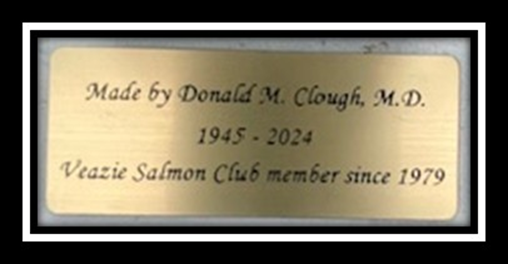 Made by Donald M. Clough, M.D.
1945 - 2024
Veazie Salmon Club member since 1979